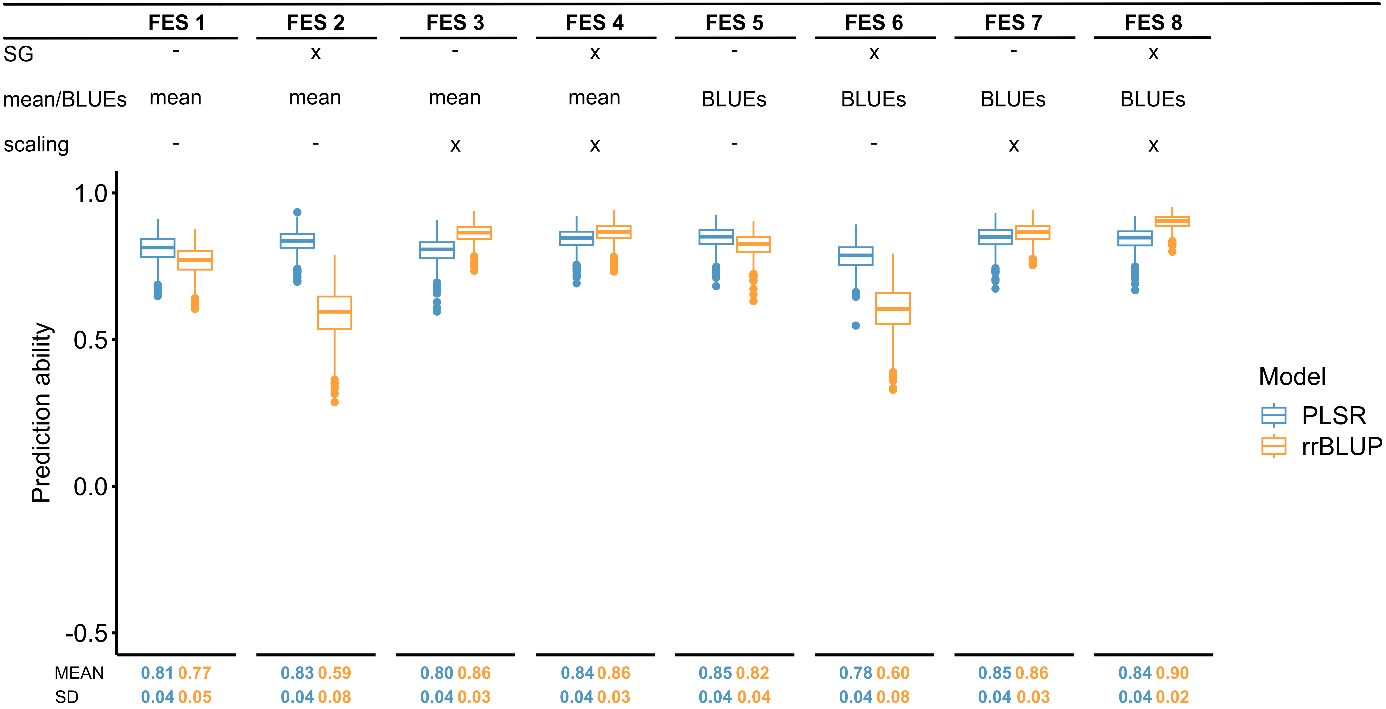 FES 1 FES 2 FES 3 FES 4 FES 5 FES 6 FES 7 FES 8
SG - x - x - x - x
mean/BLUEs mean mean mean mean BLUEs BLUEs BLUEs BLUEs
scaling - - x x - - x x
1.0
0.5
0.0
-0.5
Prediction ability
Model
PLSR
rrBLUP
MEAN 0.81 0.77 0.83 0.59 0.80 0.86 0.84 0.86 0.85 0.82 0.78 0.60 0.85 0.86 0.84 0.90
SD 0.04 0.05 0.04 0.08 0.04 0.03 0.04 0.03 0.04 0.04 0.04 0.08 0.04 0.03 0.04 0.02